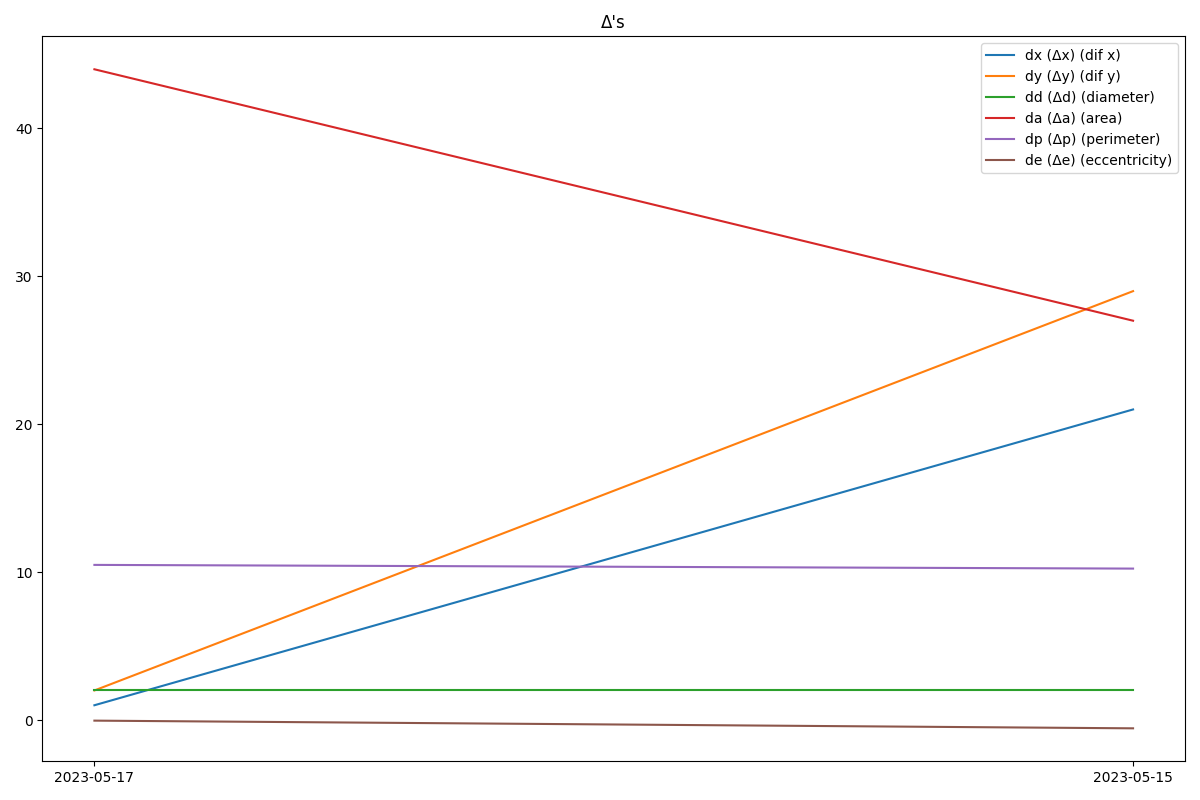 Δ's
dx (Δx) (dif x)
dy (Δy) (dif y)
dd (Δd) (diameter)
da (Δa) (area)
dp (Δp) (perimeter)
de (Δe) (eccentricity)
40
30
20
10
0
2023-05-17
2023-05-15